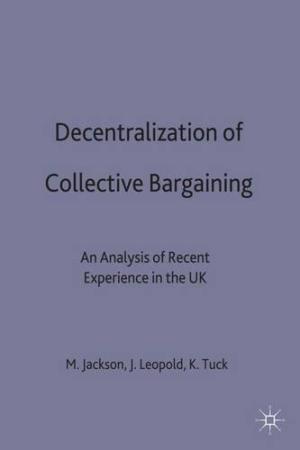 Decentralization of
Collective Bargaining
An Analysis of Recent
Experience in the UK
M. Jackson, J. Leopold, K. Tuck